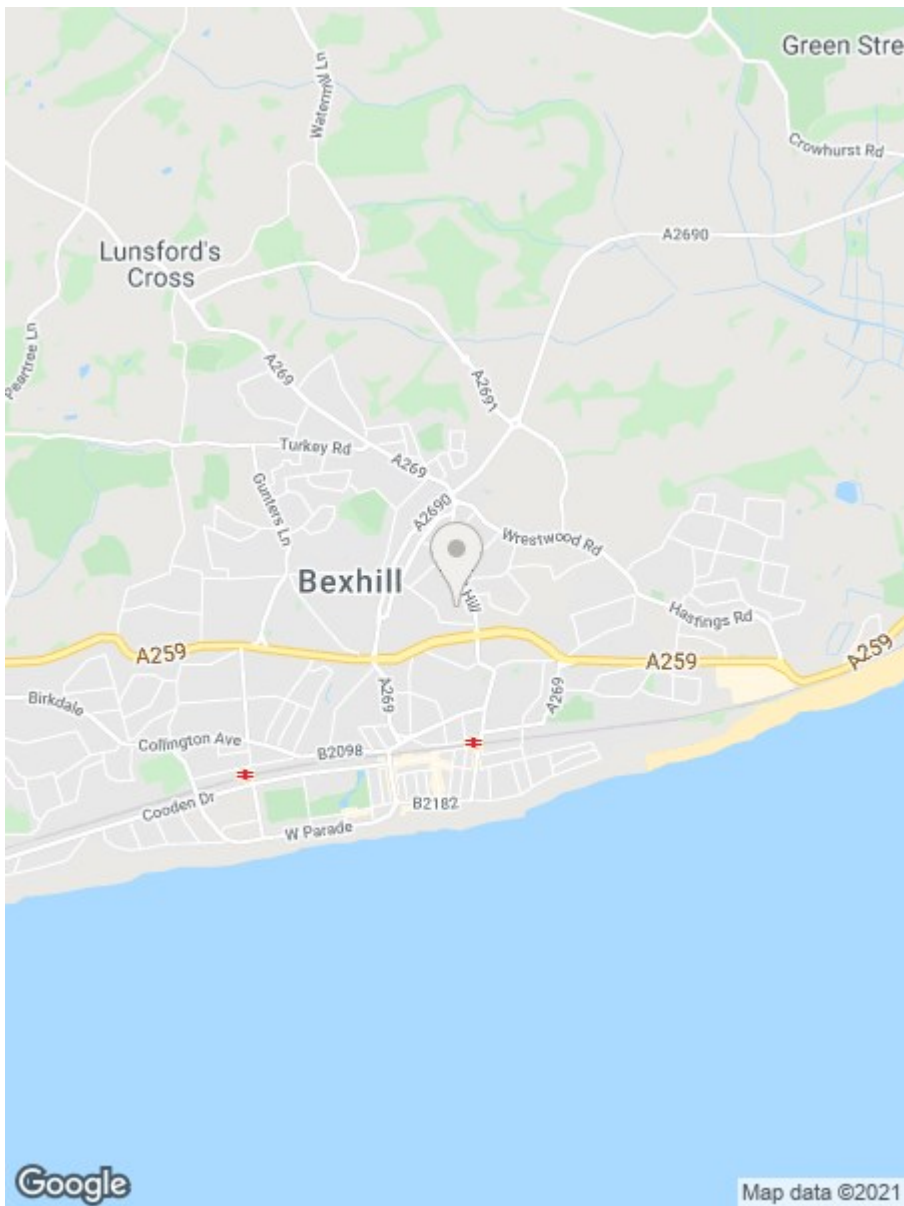 Green Stre
Watermill Ln
Crowhurst Rd
A2690
Lunsford's
Cross
Peartree Ln
A269
A2691
Turkey Rd
A269
Gunters Ln
A2690
Wrestwood Rd
Bexhill
Hill
Hastings Rd
A259
A259
A259
Birkdale
A269
A269
Collington Ave
B2098
Cooden Dr
B2182
W Parade
Google
Map data ©2021